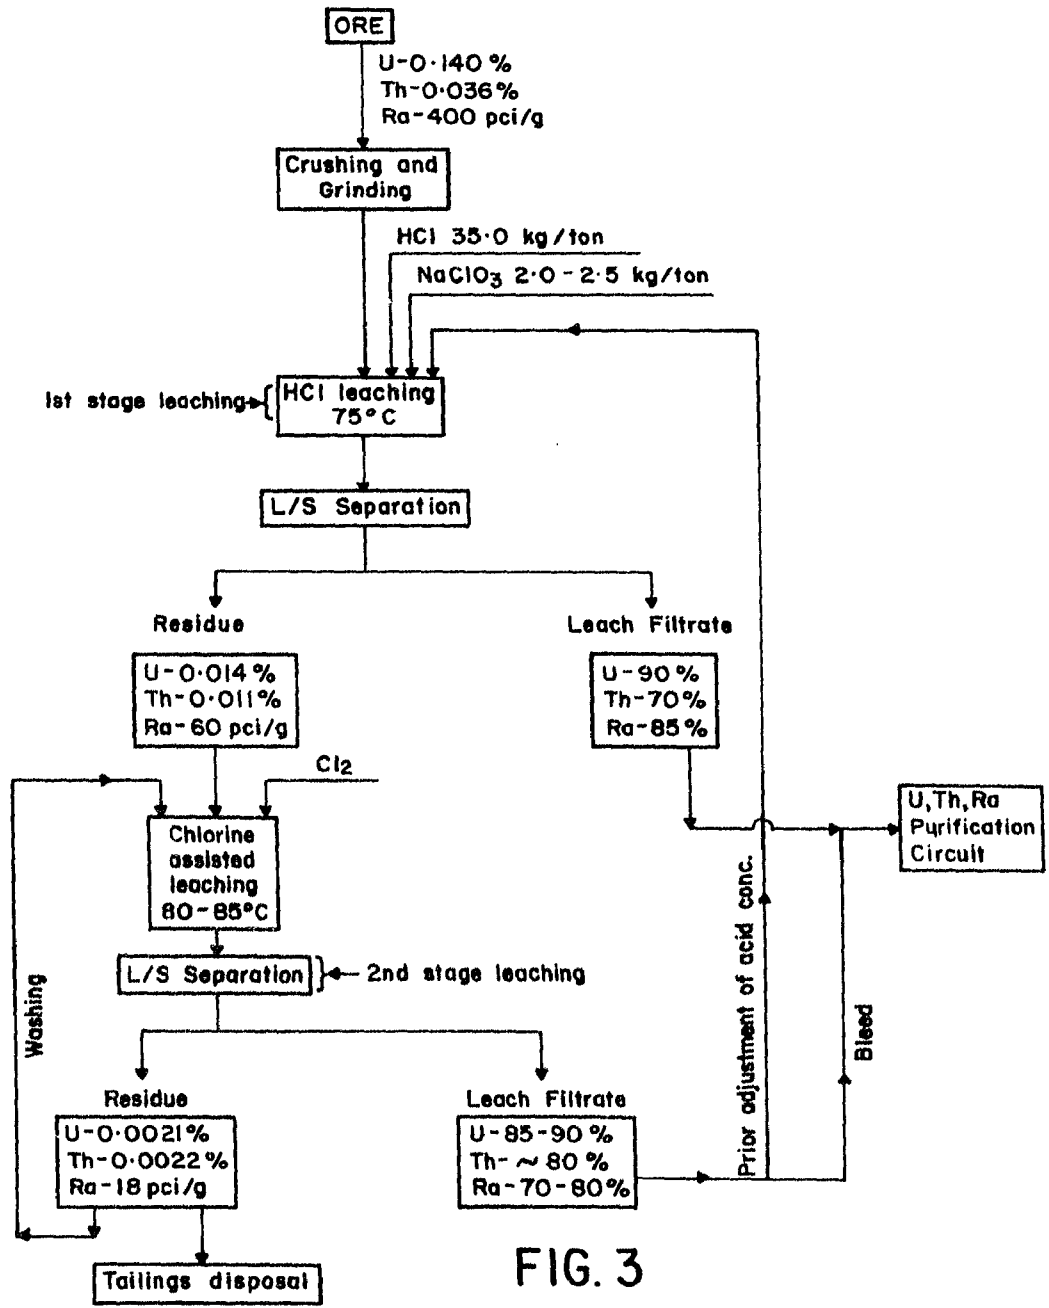 ORE
U-0·140 %
Th-0·036%
Ra-400 pci/g
Crushing and
Grinding
HCl 35·0 kg/ton
NaClO3 2·0 - 2·5 kg/ton
1st stage leaching
HCl leaching
75°C
L/S Separation
Residue
Leach Filtrate
U-0·014%
Th-0·011%
Ra-60 pci/g
U-90%
Th-70%
Ra-85%
Cl2
U,Th,Ra
Purification
Circuit
Chlorine
assisted
leaching
80-85°C
Prior adjustment of acid conc.
L/S Separation
2nd stage leaching
Washing
Bleed
Residue
Leach Filtrate
U-0·0021%
Th-0·0022%
Ra-18 pci/g
U-85-90%
Th- ~80%
Ra-70-80%
Tailings disposal
FIG. 3